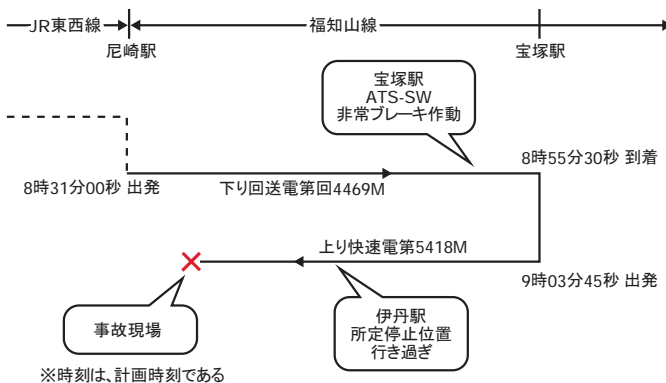 JR東西線
福知山線
尼崎駅
宝塚駅
宝塚駅
ATS-SW
非常ブレーキ作動
8時55分30秒 到着
8時31分00秒 出発
下り回送電第回4469M
上り快速電第5418M
9時03分45秒 出発
事故現場
伊丹駅
所定停止位置
行き過ぎ
※時刻は、計画時刻である